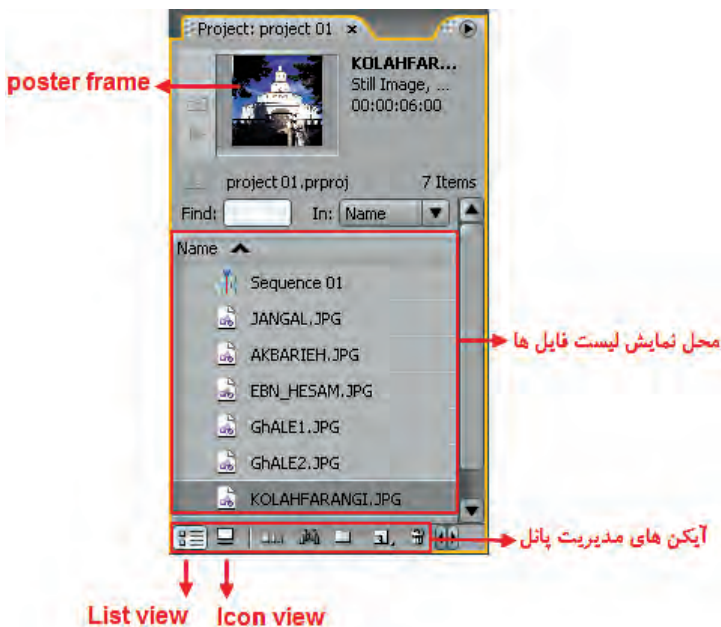 Project: project 01 ×
poster frame
KOLAHFAR...
Still Image, ...
00:00:06:00
project 01.prproj 7 Items
Find: In: Name
Name
Sequence 01
JANGAL.JPG
محل نمایش لیست فایل ها
AKBARIEH.JPG
EBN_HESAM.JPG
GhALE1.JPG
GhALE2.JPG
KOLAHFARANGI.JPG
آیکن های مدیریت پانل
List view Icon view